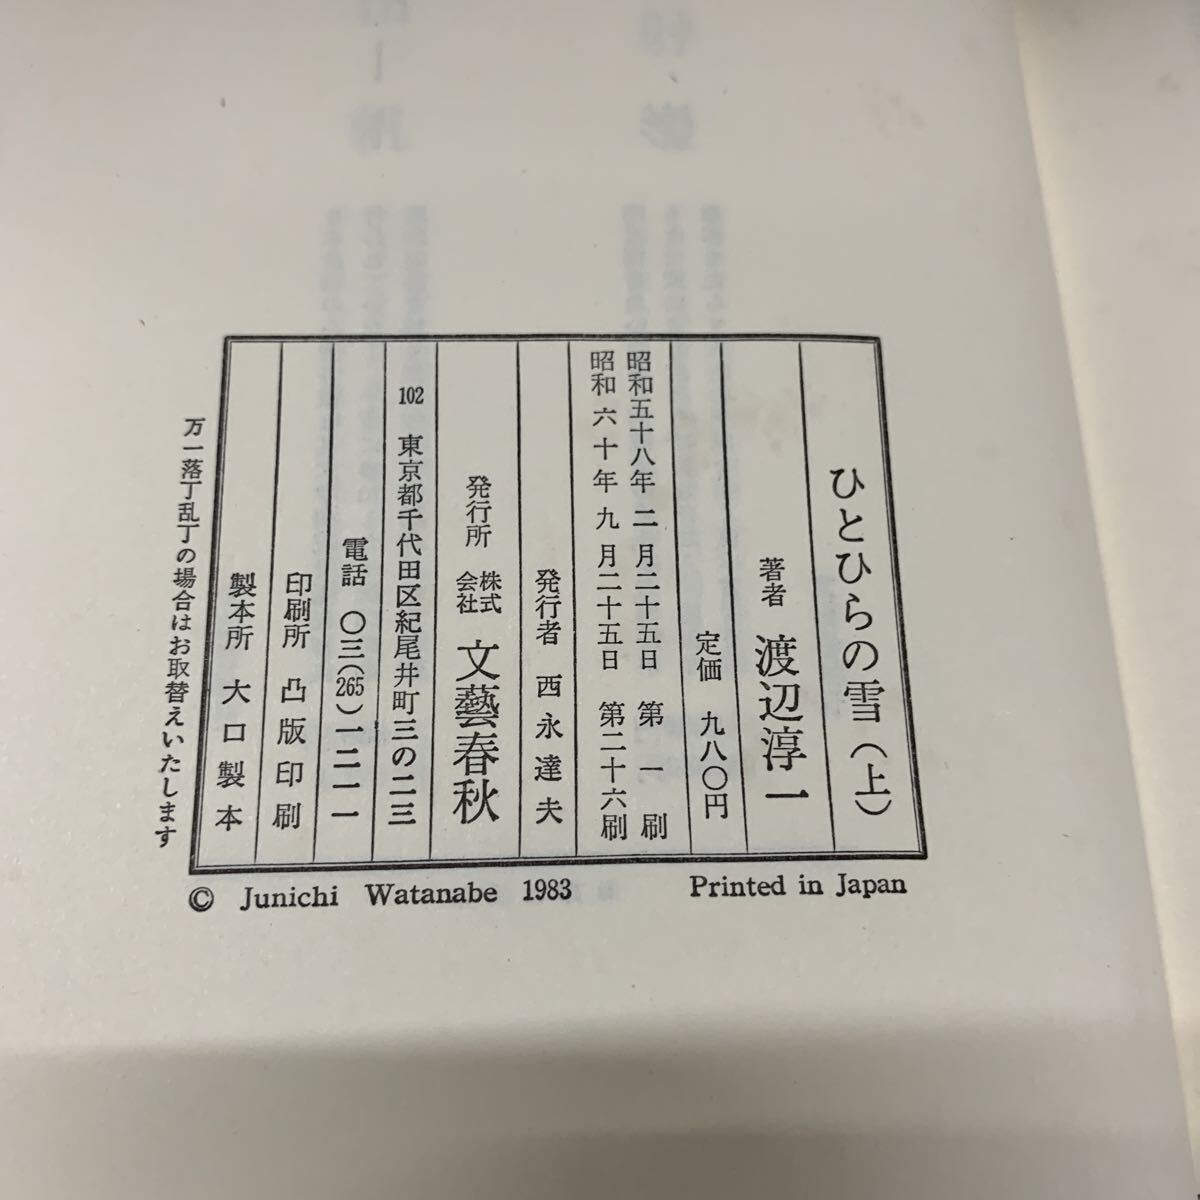 ひとひらの雪（上）
著者 渡辺淳一
定価 九八〇円
昭和五十八年 二 月二十五日 第一刷
昭和 六十年 九 月二十五日 第二十六刷
発行者 西永達夫
発行所 株式会社 文藝春秋
102 東京都千代田区紀尾井町三の二三
電話 〇三(265)一二一一
印刷所 凸版印刷
製本所 大口製本
万一落丁乱丁の場合はお取替えいたします
© Junichi Watanabe 1983 Printed in Japan